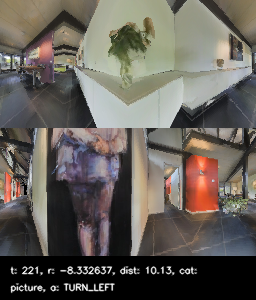 t: 221, r: -8.332637, dist: 10.13, cat:
picture, a: TURN_LEFT